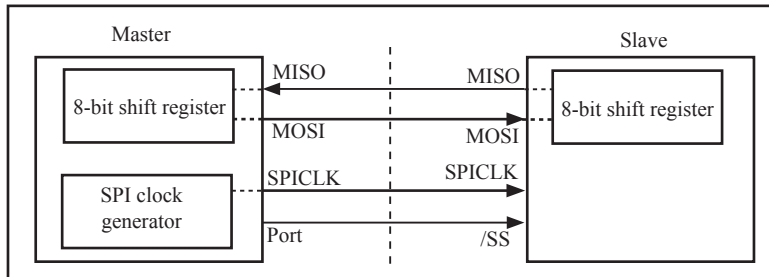 Master
Slave
MISO
MISO
8-bit shift register
8-bit shift register
MOSI
MOSI
SPICLK
SPICLK
SPI clock
generator
Port
/SS